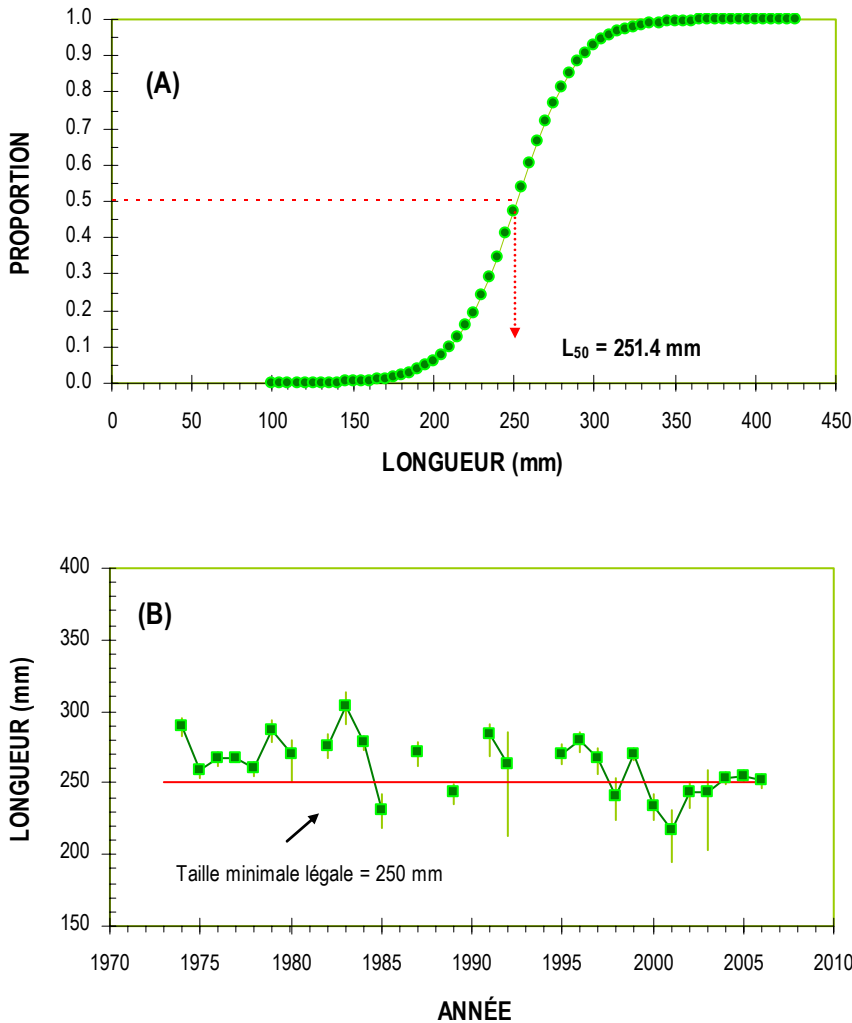 1.0
0.9
0.8
0.7
0.6
0.5
0.4
0.3
0.2
0.1
0.0
PROPORTION
(A)
L50 = 251.4 mm
0 50 100 150 200 250 300 350 400 450
LONGUEUR (mm)
400
350
300
250
200
150
LONGUEUR (mm)
(B)
Taille minimale légale = 250 mm
1970 1975 1980 1985 1990 1995 2000 2005 2010
ANNÉE